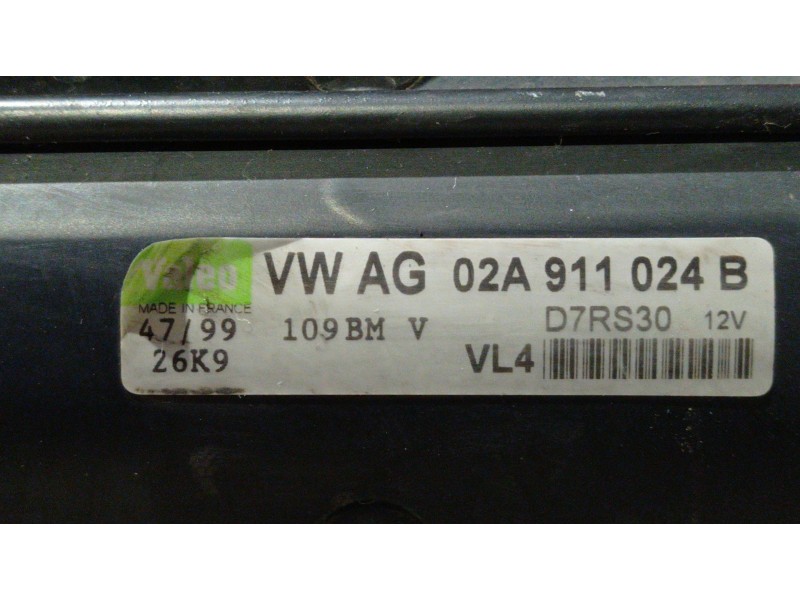 Valeo VW AG 02A 911 024 B
MADE IN FRANCE
47/99 109BM V D7RS30 12V
26K9 VL4